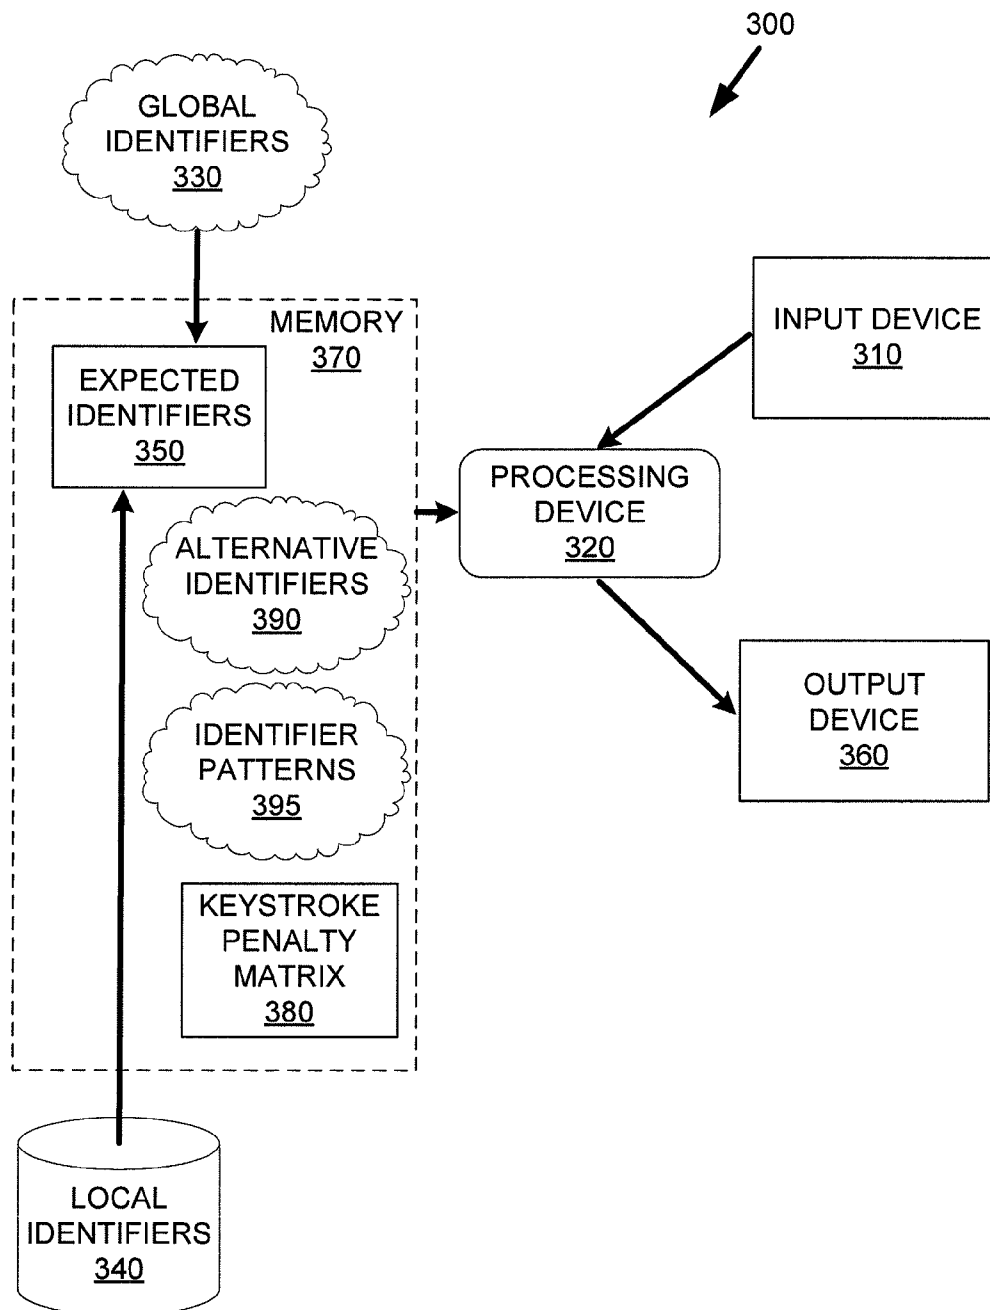 300
GLOBAL
IDENTIFIERS
330
MEMORY
370
EXPECTED
IDENTIFIERS
350
INPUT DEVICE
310
PROCESSING
DEVICE
320
ALTERNATIVE
IDENTIFIERS
390
IDENTIFIER
PATTERNS
395
OUTPUT
DEVICE
360
KEYSTROKE
PENALTY
MATRIX
380
LOCAL
IDENTIFIERS
340